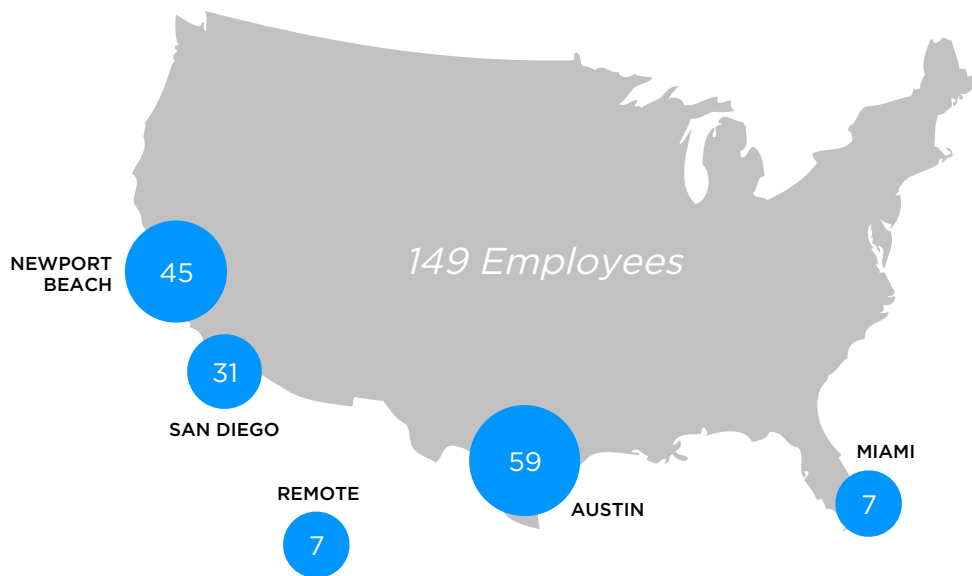 149 Employees
NEWPORT
BEACH
45
31
SAN DIEGO
REMOTE
7
59
AUSTIN
MIAMI
7